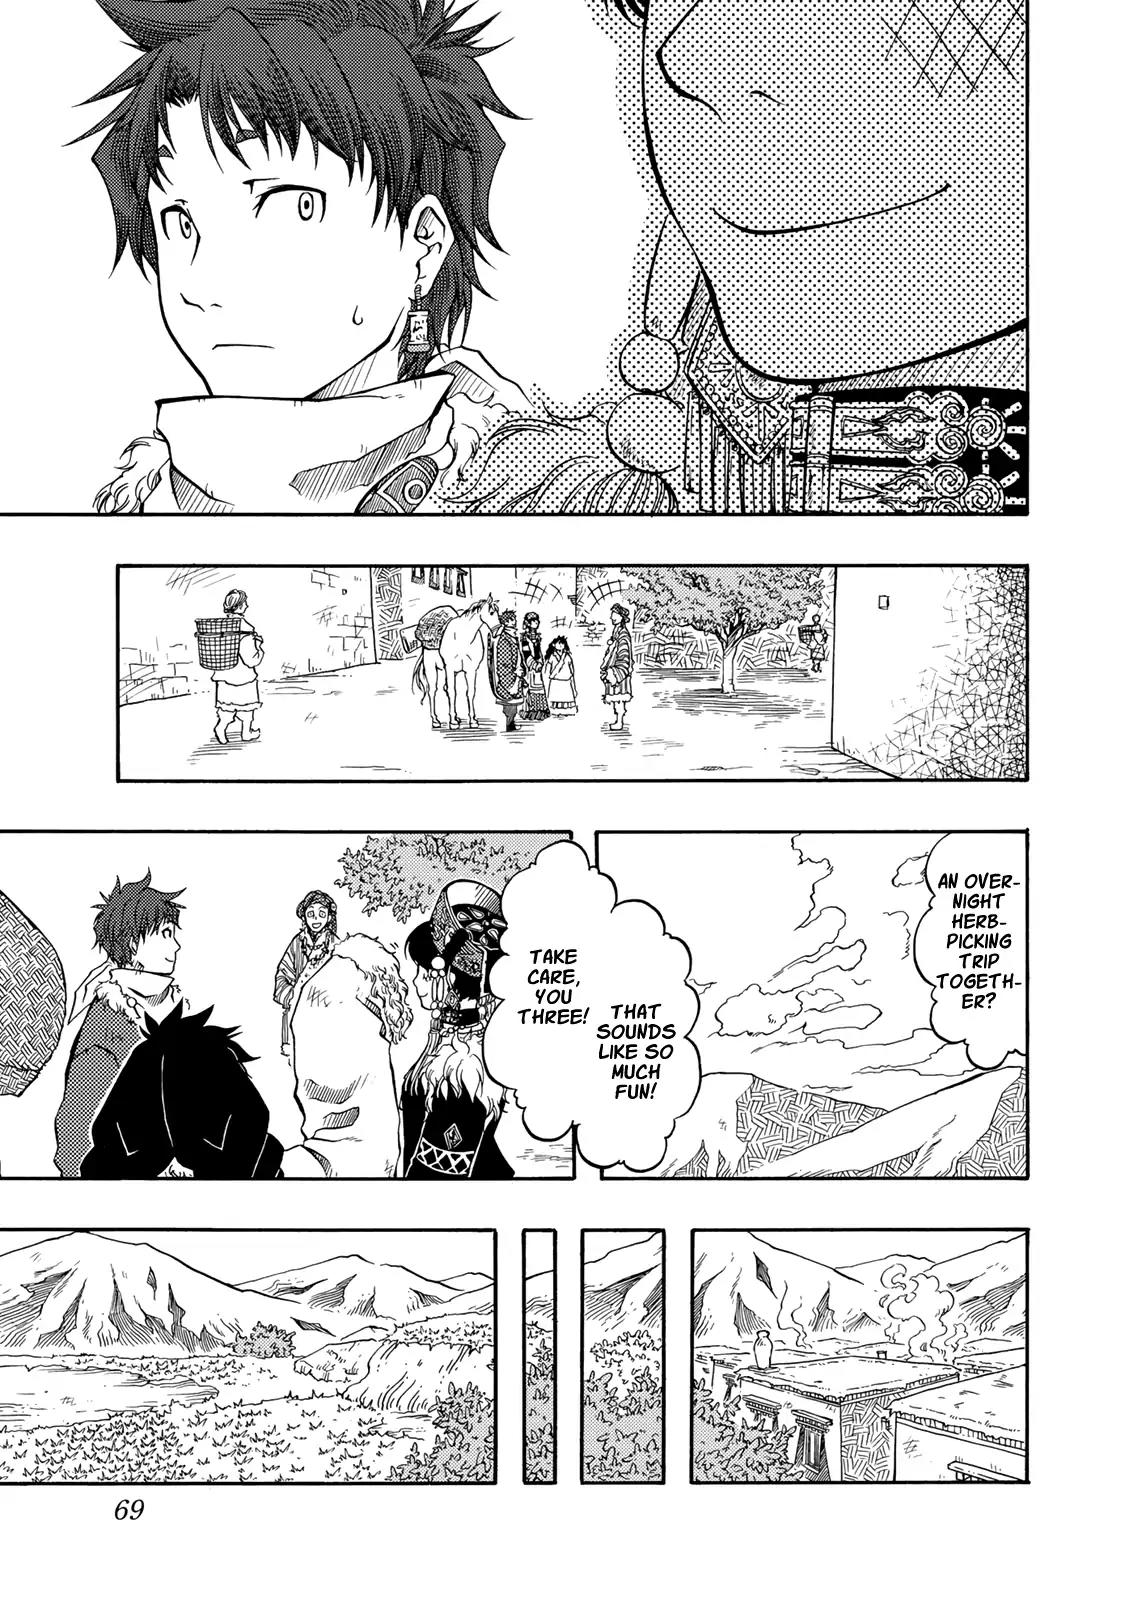 AN OVER-
NIGHT
HERB-
PICKING
TRIP
TOGETH-
ER?
THAT
SOUNDS
LIKE SO
MUCH
FUN!
TAKE
CARE,
YOU
THREE!
69